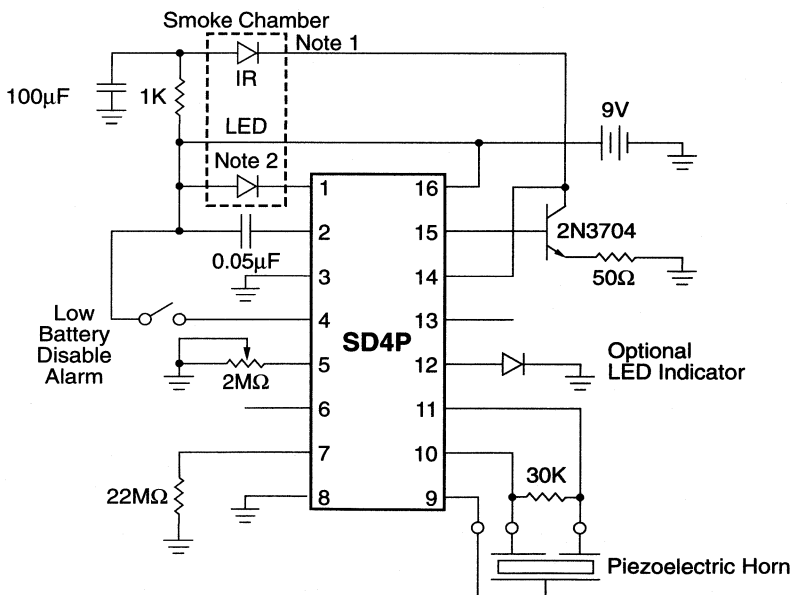 Smoke Chamber
Note 1
IR
100μF
1K
LED
9V
Note 2
1
16
2
15
2N3704
0.05μF
3
14
50Ω
Low
Battery
Disable
Alarm
4
13
SD4P
5
12
Optional
LED Indicator
2MΩ
6
11
7
10
30K
22MΩ
8
9
Piezoelectric Horn